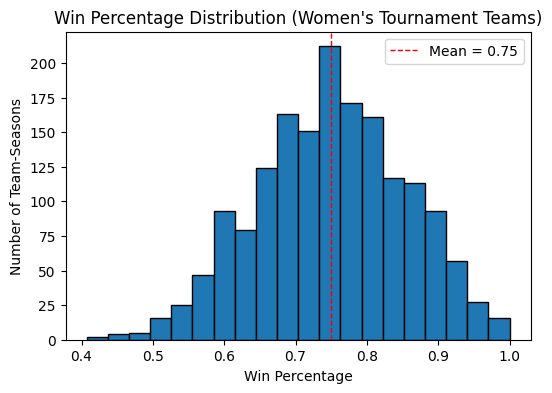 Win Percentage Distribution (Women's Tournament Teams)
Mean = 0.75
Number of Team-Seasons
200
175
150
125
100
75
50
25
0
0.4 0.5 0.6 0.7 0.8 0.9 1.0
Win Percentage